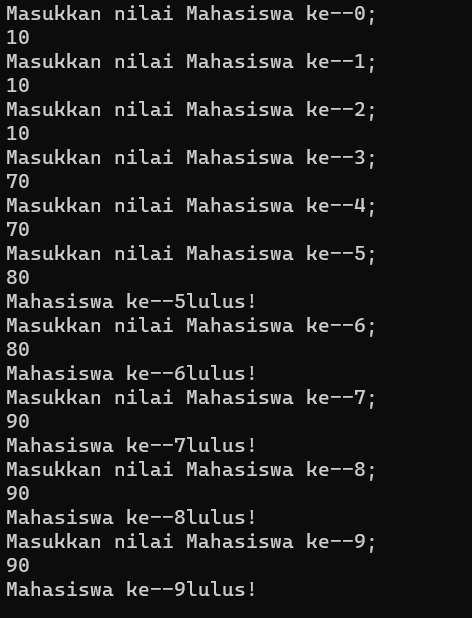 Masukkan nilai Mahasiswa ke--0;
10
Masukkan nilai Mahasiswa ke--1;
10
Masukkan nilai Mahasiswa ke--2;
10
Masukkan nilai Mahasiswa ke--3;
70
Masukkan nilai Mahasiswa ke--4;
70
Masukkan nilai Mahasiswa ke--5;
80
Mahasiswa ke--5lulus!
Masukkan nilai Mahasiswa ke--6;
80
Mahasiswa ke--6lulus!
Masukkan nilai Mahasiswa ke--7;
90
Mahasiswa ke--7lulus!
Masukkan nilai Mahasiswa ke--8;
90
Mahasiswa ke--8lulus!
Masukkan nilai Mahasiswa ke--9;
90
Mahasiswa ke--9lulus!